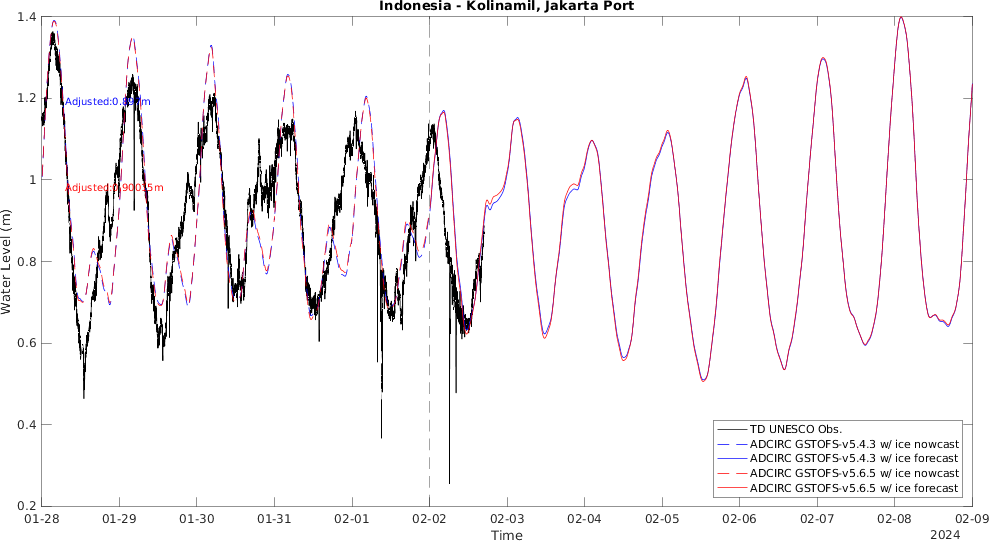 Indonesia - Kolinamil, Jakarta Port
1.4
1.2
1
0.8
0.6
0.4
0.2
Water Level (m)
Adjusted:0.90055m
TD UNESCO Obs.
ADCIRC GSTOFS-v5.4.3 w/ ice nowcast
ADCIRC GSTOFS-v5.4.3 w/ ice forecast
ADCIRC GSTOFS-v5.6.5 w/ ice nowcast
ADCIRC GSTOFS-v5.6.5 w/ ice forecast
01-28 01-29 01-30 01-31 02-01 02-02 02-03 02-04 02-05 02-06 02-07 02-08 02-09
Time
2024